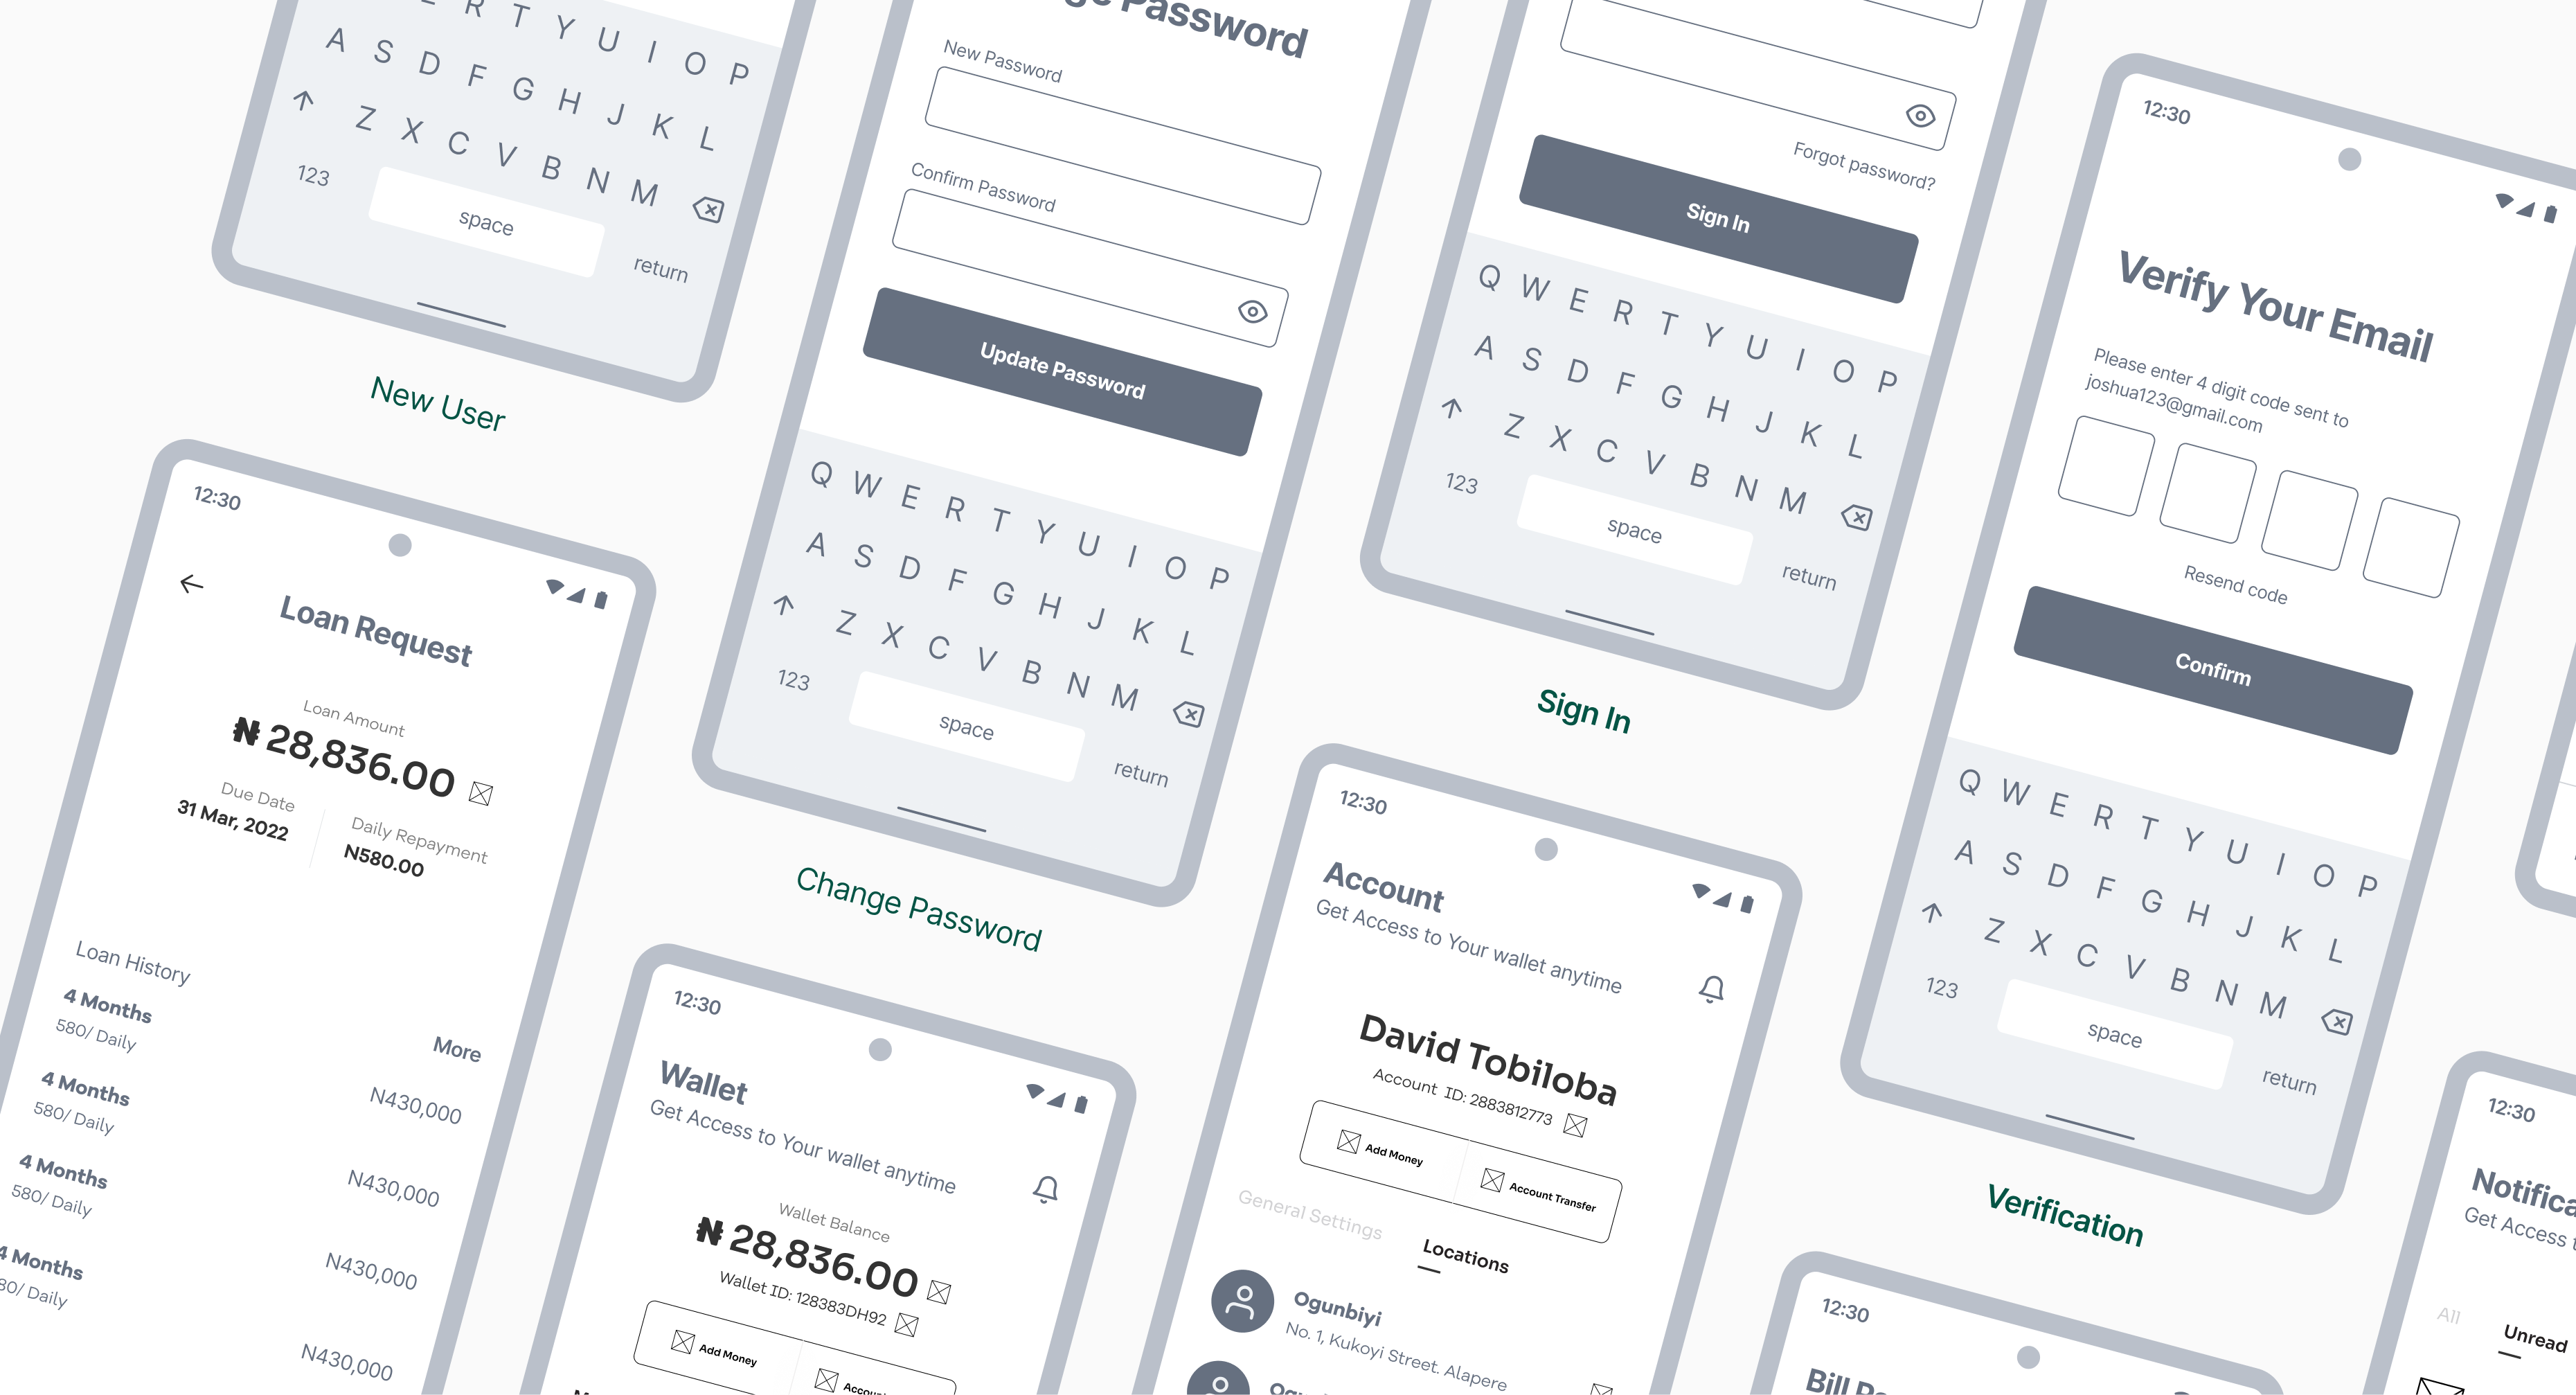 E R T Y U I O P
A S D F G H J K L
Z X C V B N M
123
space
return
New User
12:30
Loan Request
Loan Amount
₦ 28,836.00
Due Date
31 Mar, 2022
Daily Repayment
N580.00
Loan History
More
4 Months
580/ Daily
N430,000
4 Months
580/ Daily
N430,000
4 Months
580/ Daily
N430,000
4 Months
80/ Daily
N430,000
ge Password
New Password
Confirm Password
Update Password
Q W E R T Y U I O P
A S D F G H J K L
Z X C V B N M
123
space
return
Change Password
12:30
Wallet
Get Access to Your wallet anytime
Wallet Balance
₦ 28,836.00
Wallet ID: 128383DH92
Add Money
Accou
Forgot password?
Sign In
Q W E R T Y U I O P
A S D F G H J K L
Z X C V B N M
123
space
return
Sign In
12:30
Account
Get Access to Your wallet anytime
David Tobiloba
Account ID: 2883812773
Add Money
Account Transfer
General Settings
Locations
Ogunbiyi
No. 1, Kukoyi Street. Alapere
12:30
Verify Your Email
Please enter 4 digit code sent to
joshua123@gmail.com
Resend code
Confirm
Q W E R T Y U I O P
A S D F G H J K L
Z X C V B N M
123
space
return
Verification
12:30
Bill Pa
12:30
Notifica
Get Access t
All
Unread